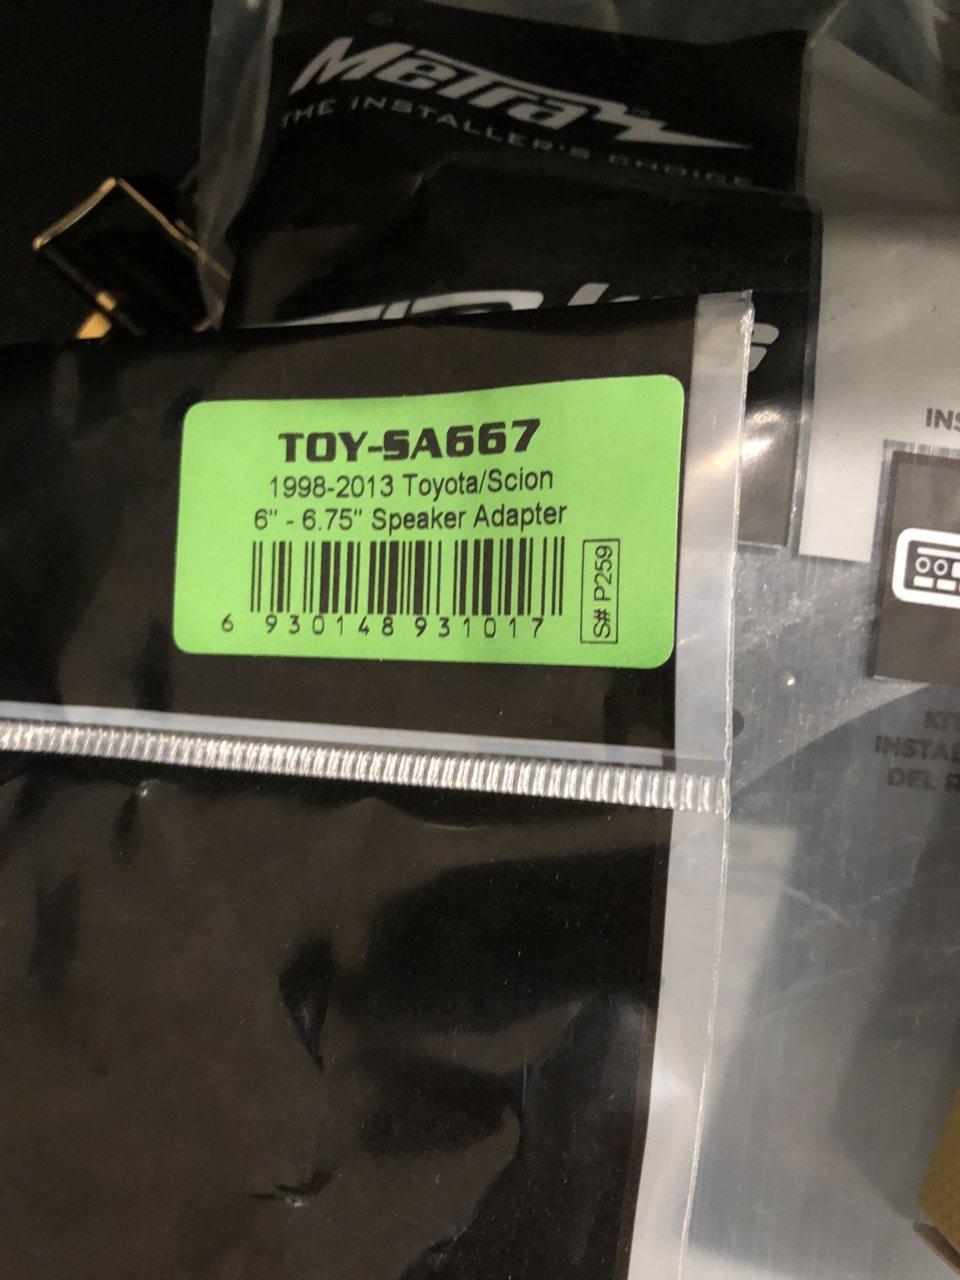 MeTra
THE INSTALLER'S CHOICE
TOY-SA667
1998-2013 Toyota/Scion
6" - 6.75" Speaker Adapter
6 930148 931017
S# P259
INS
KIT
INSTAL
DEL R